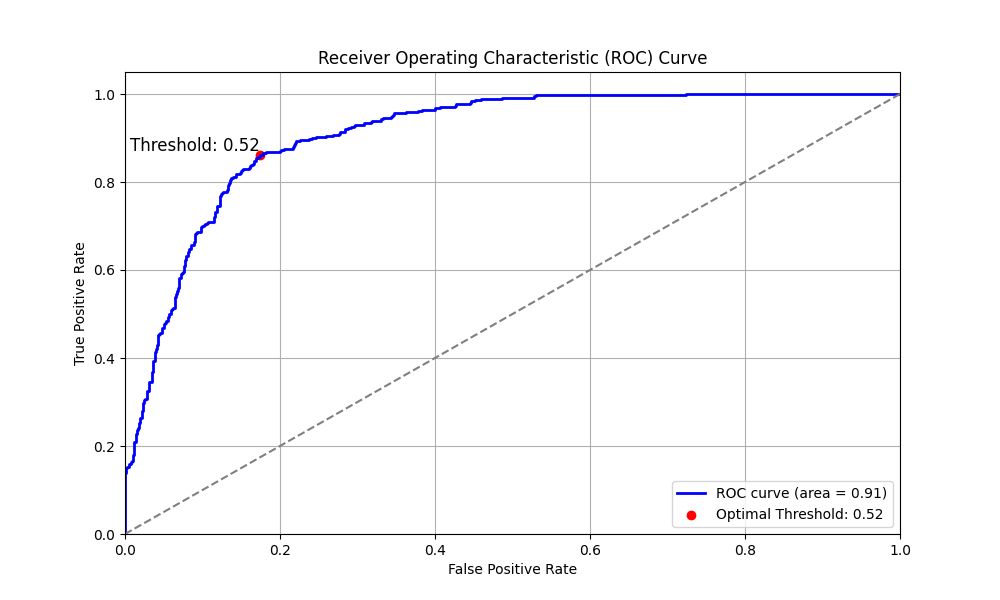 Receiver Operating Characteristic (ROC) Curve
True Positive Rate
1.0
0.8
0.6
0.4
0.2
0.0
Threshold: 0.52
ROC curve (area = 0.91)
Optimal Threshold: 0.52
0.0 0.2 0.4 0.6 0.8 1.0
False Positive Rate